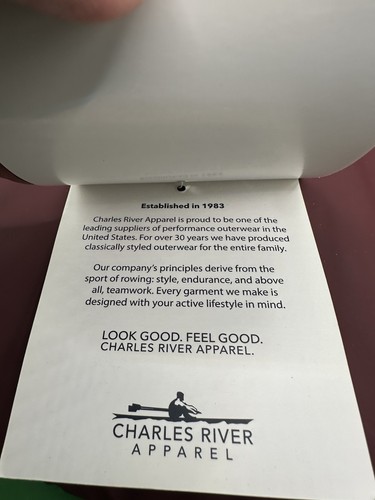 Established in 1983
Charles River Apparel is proud to be one of the
leading suppliers of performance outerwear in the
United States. For over 30 years we have produced
classically styled outerwear for the entire family.
Our company's principles derive from the
sport of rowing: style, endurance, and above
all, teamwork. Every garment we make is
designed with your active lifestyle in mind.
LOOK GOOD. FEEL GOOD.
CHARLES RIVER APPAREL.
CHARLES RIVER
APPAREL